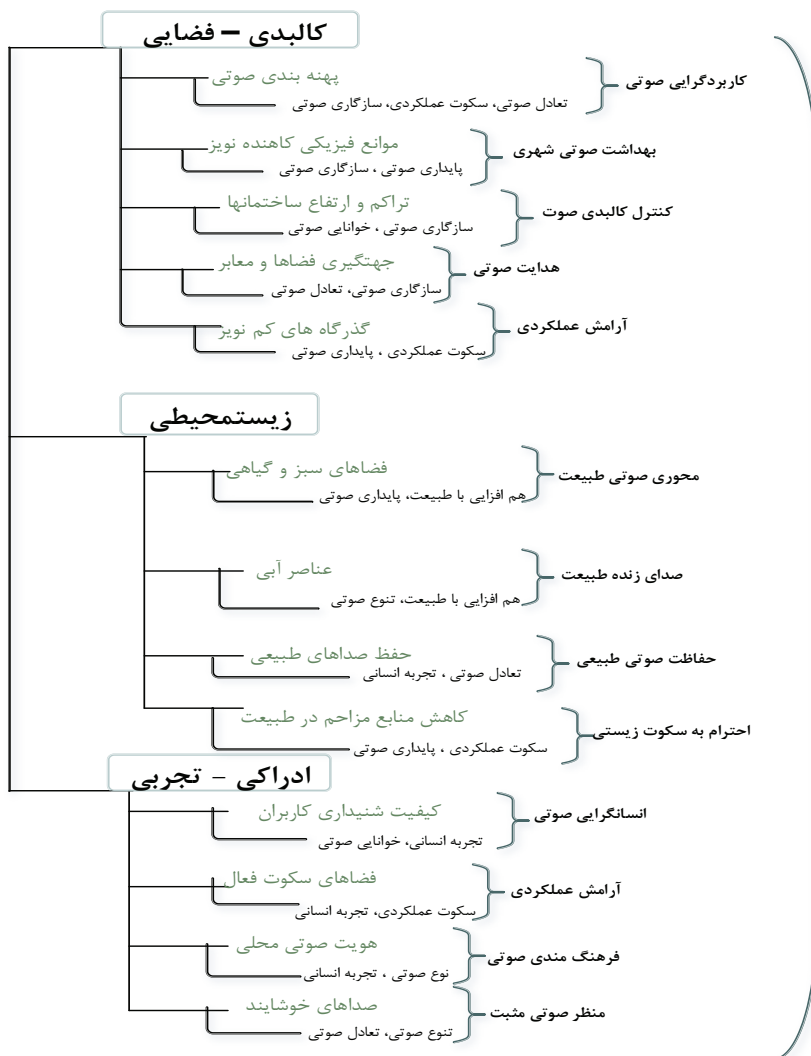 کالبدی – فضایی
کاربردگرایی صوتی
پهنه بندی صوتی
تعادل صوتی، سکوت عملکردی، سازگاری صوتی
بهداشت صوتی شهری
موانع فیزیکی کاهنده نویز
پایداری صوتی ، سازگاری صوتی
کنترل کالبدی صوت
تراکم و ارتفاع ساختمانها
سازگاری صوتی ، خوانایی صوتی
هدایت صوتی
جهتگیری فضاها و معابر
سازگاری صوتی، تعادل صوتی
آرامش عملکردی
گذرگاه های کم نویز
سکوت عملکردی ، پایداری صوتی
زیستمحیطی
محوری صوتی طبیعت
فضاهای سبز و گیاهی
هم افزایی با طبیعت، پایداری صوتی
صدای زنده طبیعت
عناصر آبی
هم افزایی با طبیعت، تنوع صوتی
حفاظت صوتی طبیعی
حفظ صداهای طبیعی
تعادل صوتی ، تجربه انسانی
احترام به سکوت زیستی
کاهش منابع مزاحم در طبیعت
سکوت عملکردی ، پایداری صوتی
ادراکی - تجربی
انسانگرایی صوتی
کیفیت شنیداری کاربران
تجربه انسانی، خوانایی صوتی
آرامش عملکردی
فضاهای سکوت فعال
سکوت عملکردی، تجربه انسانی
فرهنگ مندی صوتی
هویت صوتی محلی
نوع صوتی ، تجربه انسانی
منظر صوتی مثبت
صداهای خوشایند
تنوع صوتی، تعادل صوتی